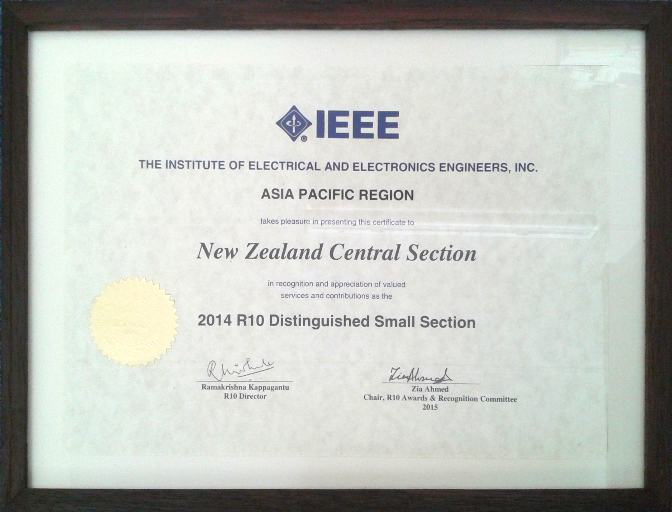 IEEE
THE INSTITUTE OF ELECTRICAL AND ELECTRONICS ENGINEERS, INC.
ASIA PACIFIC REGION
takes pleasure in presenting this certificate to
New Zealand Central Section
in recognition and appreciation of valued
services and contributions as the
2014 R10 Distinguished Small Section
Ramakrishna Kappagantu
R10 Director
Zia Ahmed
Zia Ahmed
Chair, R10 Awards & Recognition Committee
2015